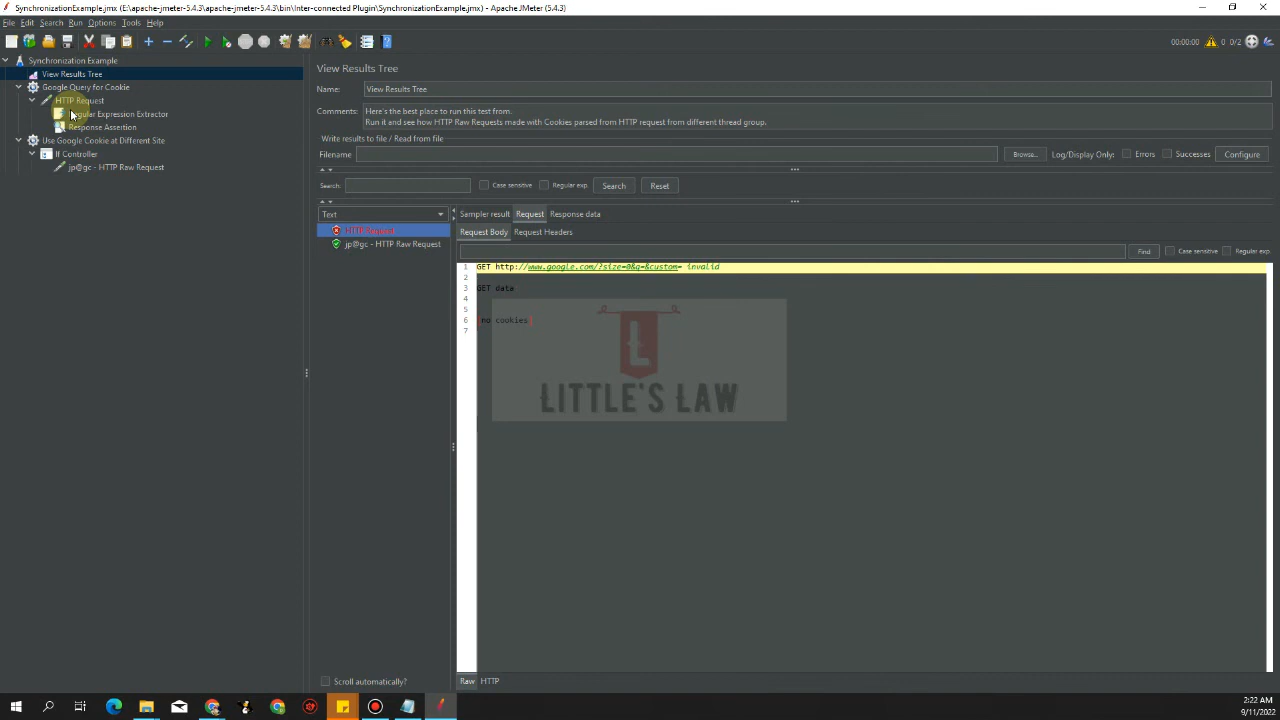 SynchronizationExample.jmx (E:\apache-jmeter-5.4.3\apache-jmeter-5.4.3\bin\Inter-connected Plugin\SynchronizationExample.jmx) - Apache JMeter (5.4.3)
File Edit Search Run Options Tools Help
00:00:00 0 0/2
Synchronization Example
View Results Tree
Google Query for Cookie
HTTP Request
Regular Expression Extractor
Response Assertion
Use Google Cookie at Different Site
If Controller
jp@gc - HTTP Raw Request
View Results Tree
Name: View Results Tree
Comments: Here's the best place to run this test from.
Run it and see how HTTP Raw Requests made with Cookies parsed from HTTP request from different thread group.
Write results to file / Read from file
Filename Browse... Log/Display Only: Errors Successes Configure
Search: Case sensitive Regular exp. Search Reset
Text
HTTP Request
jp@gc - HTTP Raw Request
Scroll automatically?
Sampler result Request Response data
Request Body Request Headers
Find Case sensitive Regular exp.
1 GET http://www.google.com/?size=0&q=&custom= invalid
2
3 GET data
4
5
6 [no cookies]
7
L
LITTLE'S LAW
Raw HTTP
2:22 AM
9/11/2022